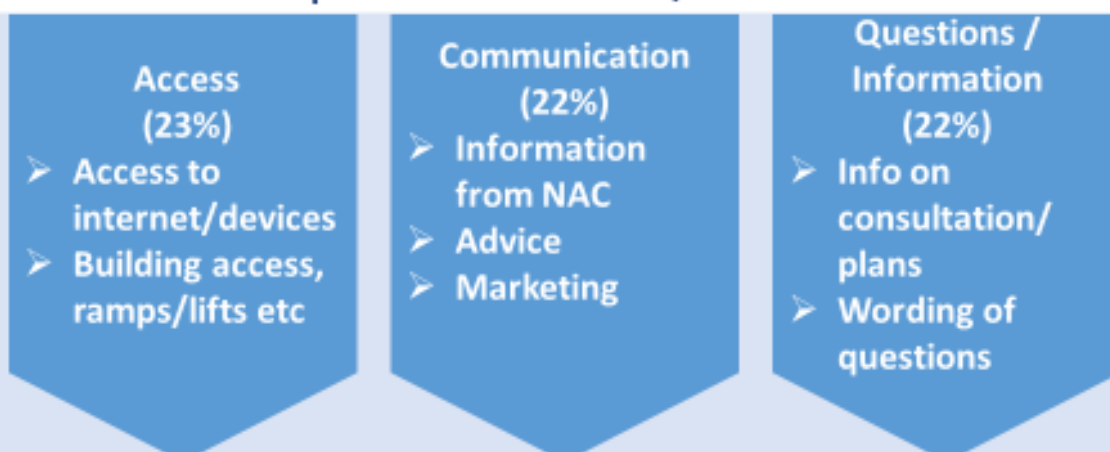 Access
(23%)
➢ Access to
internet/devices
➢ Building access,
ramps/lifts etc
Communication
(22%)
➢ Information
from NAC
➢ Advice
➢ Marketing
Questions /
Information
(22%)
➢ Info on
consultation/
plans
➢ Wording of
questions